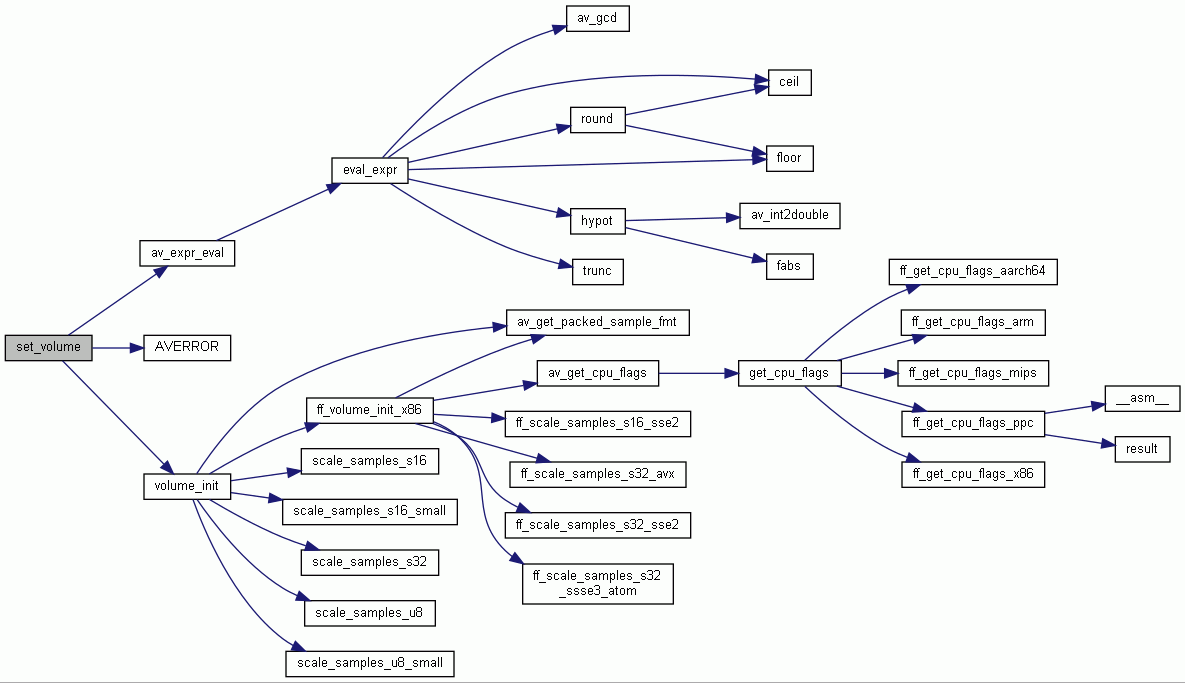 av_gcd
ceil
round
floor
eval_expr
av_int2double
hypot
av_expr_eval
fabs
trunc
ff_get_cpu_flags_aarch64
av_get_packed_sample_fmt
ff_get_cpu_flags_arm
set_volume
AVERROR
av_get_cpu_flags
get_cpu_flags
ff_get_cpu_flags_mips
__asm__
ff_volume_init_x86
ff_scale_samples_s16_sse2
ff_get_cpu_flags_ppc
result
scale_samples_s16
ff_scale_samples_s32_avx
ff_get_cpu_flags_x86
volume_init
scale_samples_s16_small
ff_scale_samples_s32_sse2
scale_samples_s32
ff_scale_samples_s32
_ssse3_atom
scale_samples_u8
scale_samples_u8_small